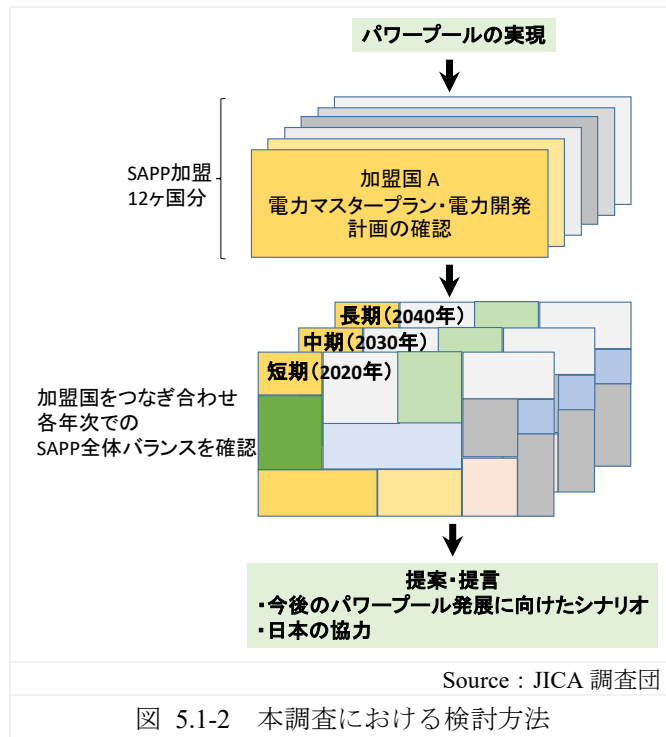 パワープールの実現
SAPP加盟
12ヶ国分
加盟国 A
電力マスタープラン・電力開発
計画の確認
長期（2040年）
中期（2030年）
短期（2020年）
加盟国をつなぎ合わせ
各年次での
SAPP全体バランスを確認
提案・提言
・今後のパワープール発展に向けたシナリオ
・日本の協力
Source：JICA 調査団
図 5.1-2 本調査における検討方法